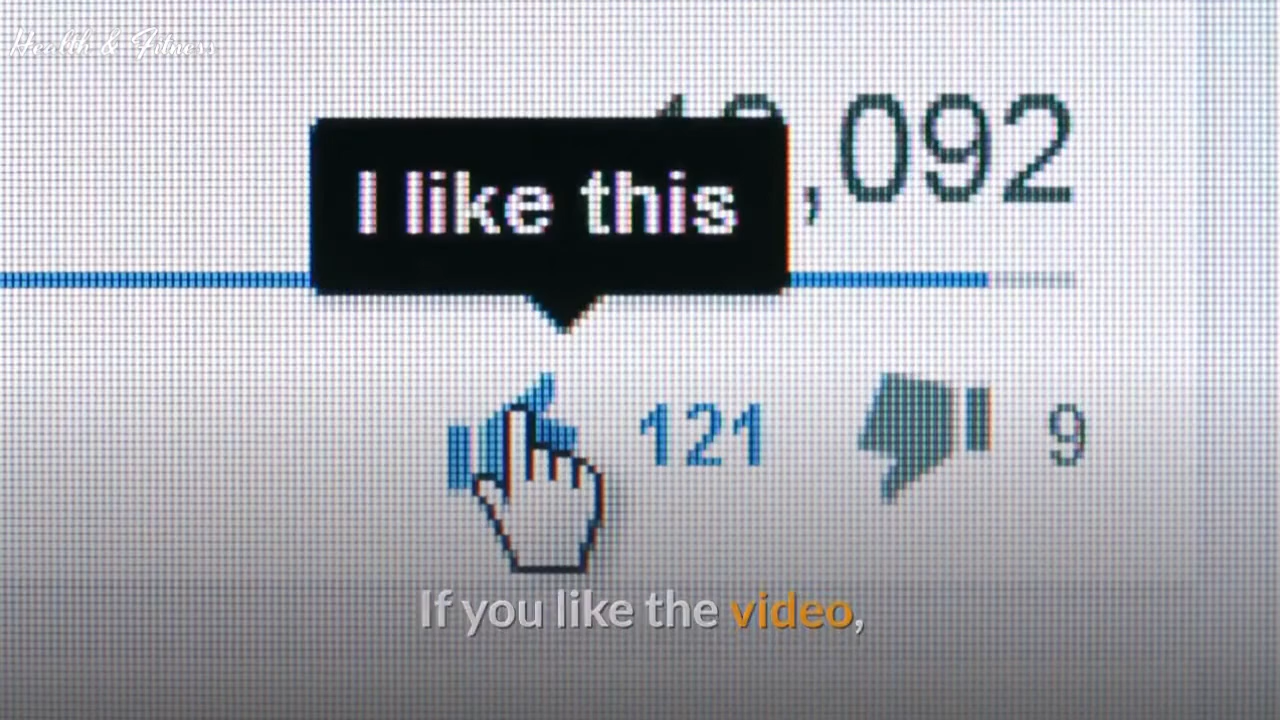 Health & Fitness
,092
I like this
121
9
If you like the video,